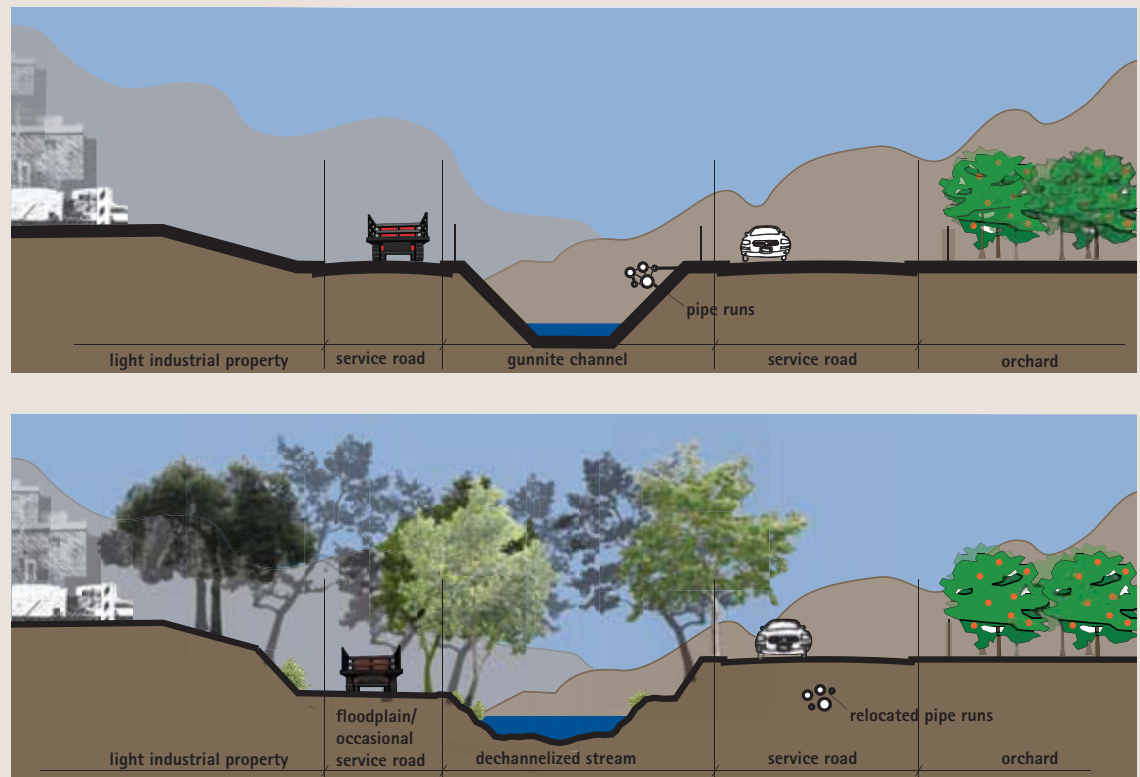 pipe runs
light industrial property
service road
gunnite channel
service road
orchard
relocated pipe runs
light industrial property
floodplain/
occasional
service road
dechannelized stream
service road
orchard